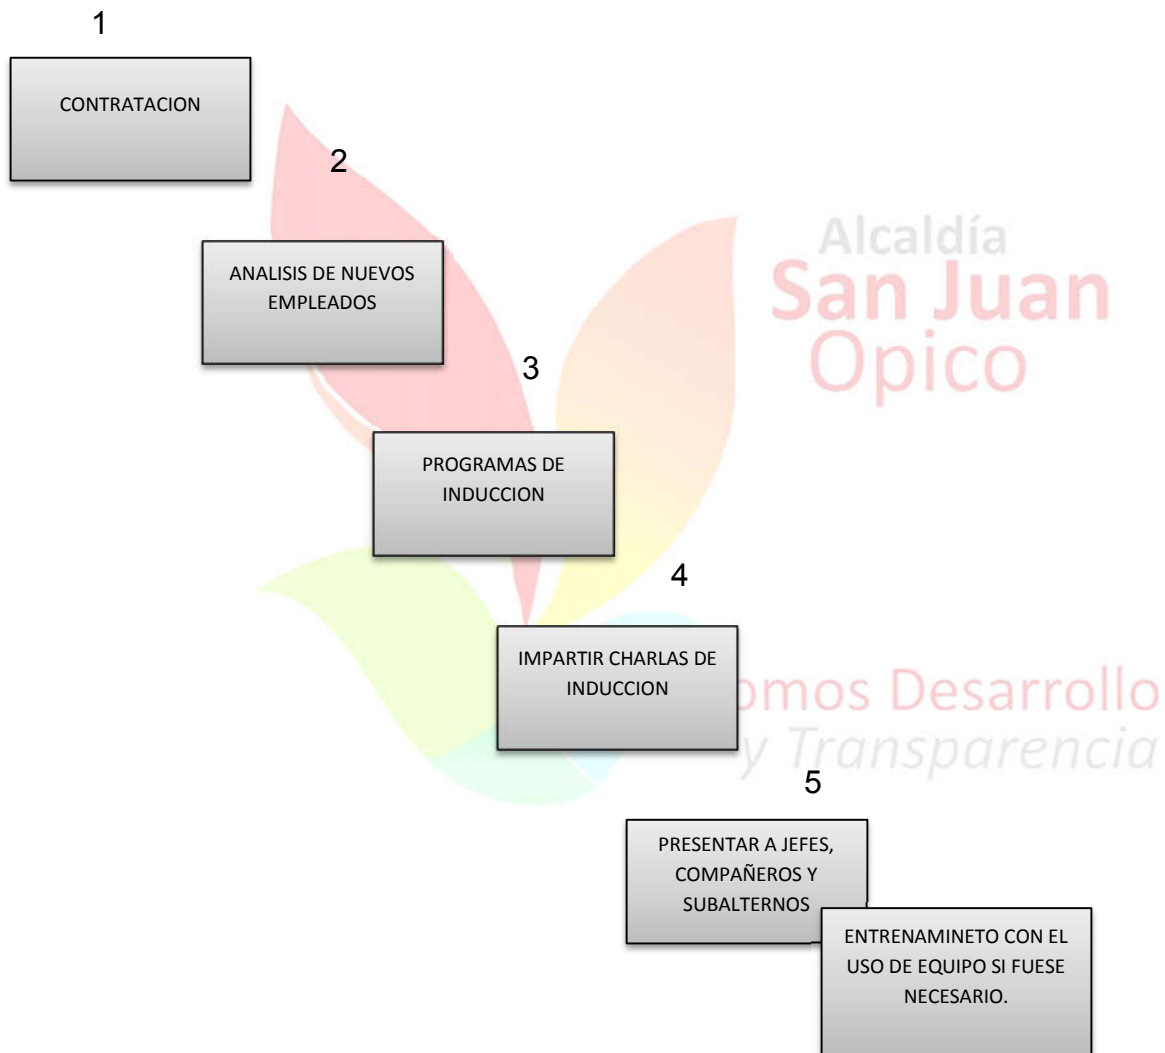 1
CONTRATACION
2
Alcaldía
San Juan
Opico
ANALISIS DE NUEVOS
EMPLEADOS
3
PROGRAMAS DE
INDUCCION
4
IMPARTIR CHARLAS DE
INDUCCION
omos Desarrollo
y Transparencia
5
PRESENTAR A JEFES,
COMPAÑEROS Y
SUBALTERNOS
ENTRENAMINETO CON EL
USO DE EQUIPO SI FUESE
NECESARIO.